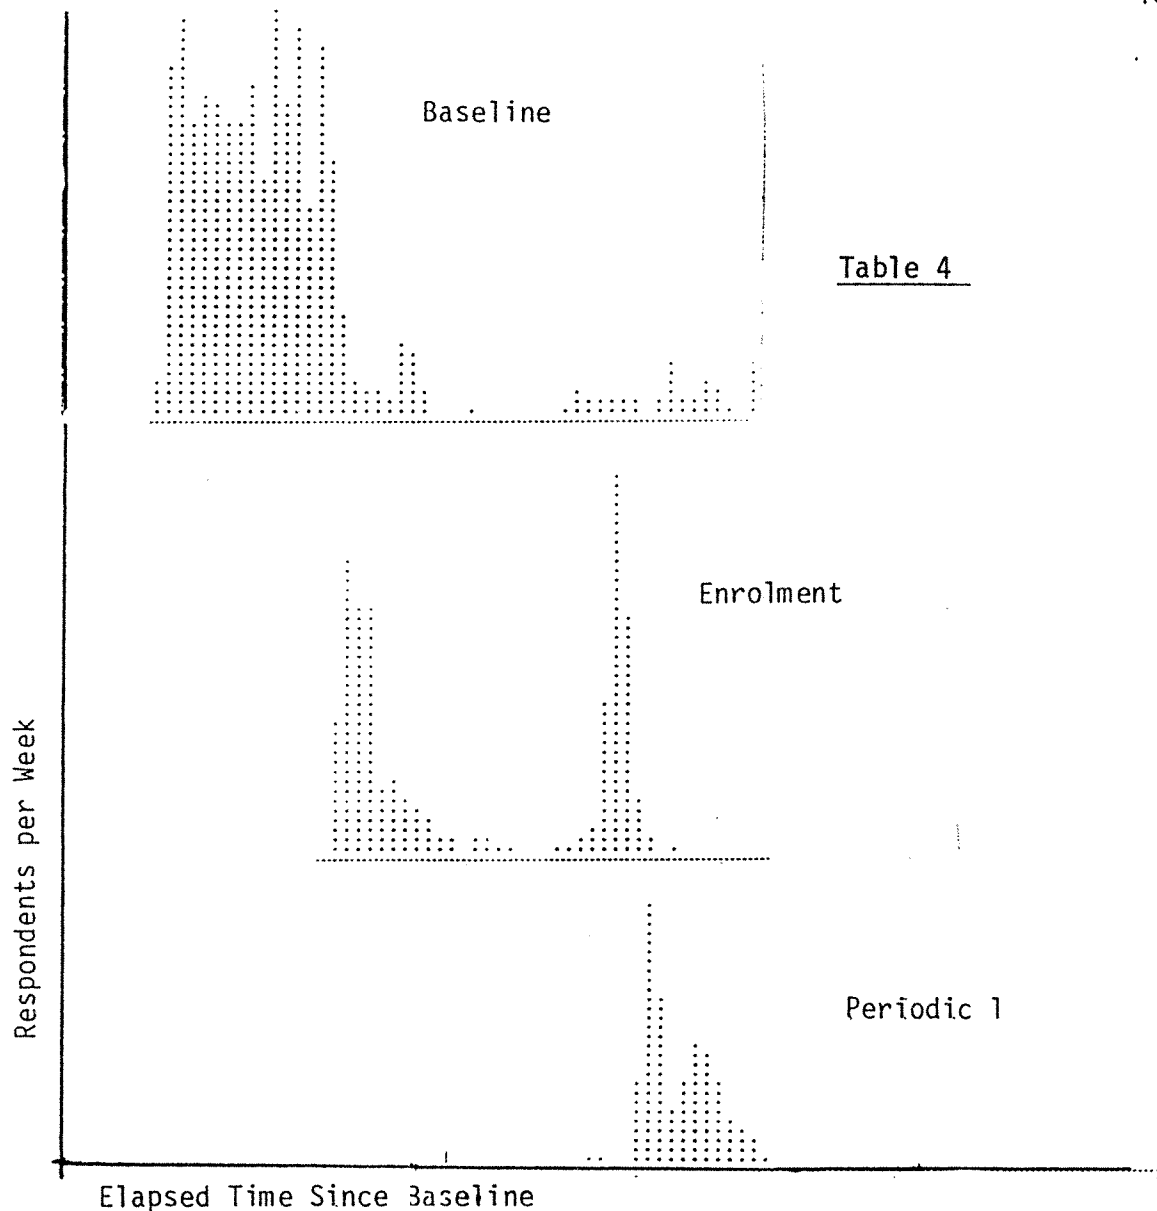 Baseline
Table 4
Enrolment
Respondents per Week
Periodic 1
Elapsed Time Since Baseline